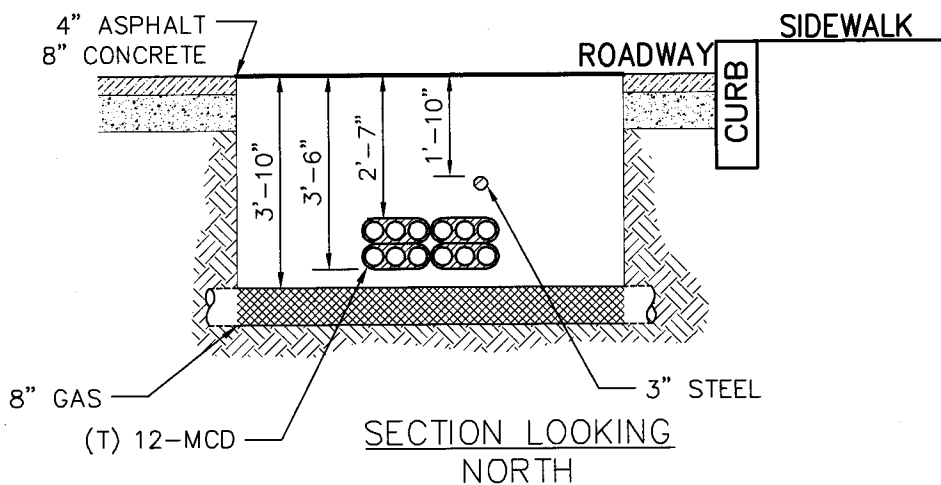 4" ASPHALT
8" CONCRETE
SIDEWALK
ROADWAY
CURB
3'-10"
3'-6"
2'-7"
1'-10"
8" GAS
(T) 12-MCD
3" STEEL
SECTION LOOKING
NORTH